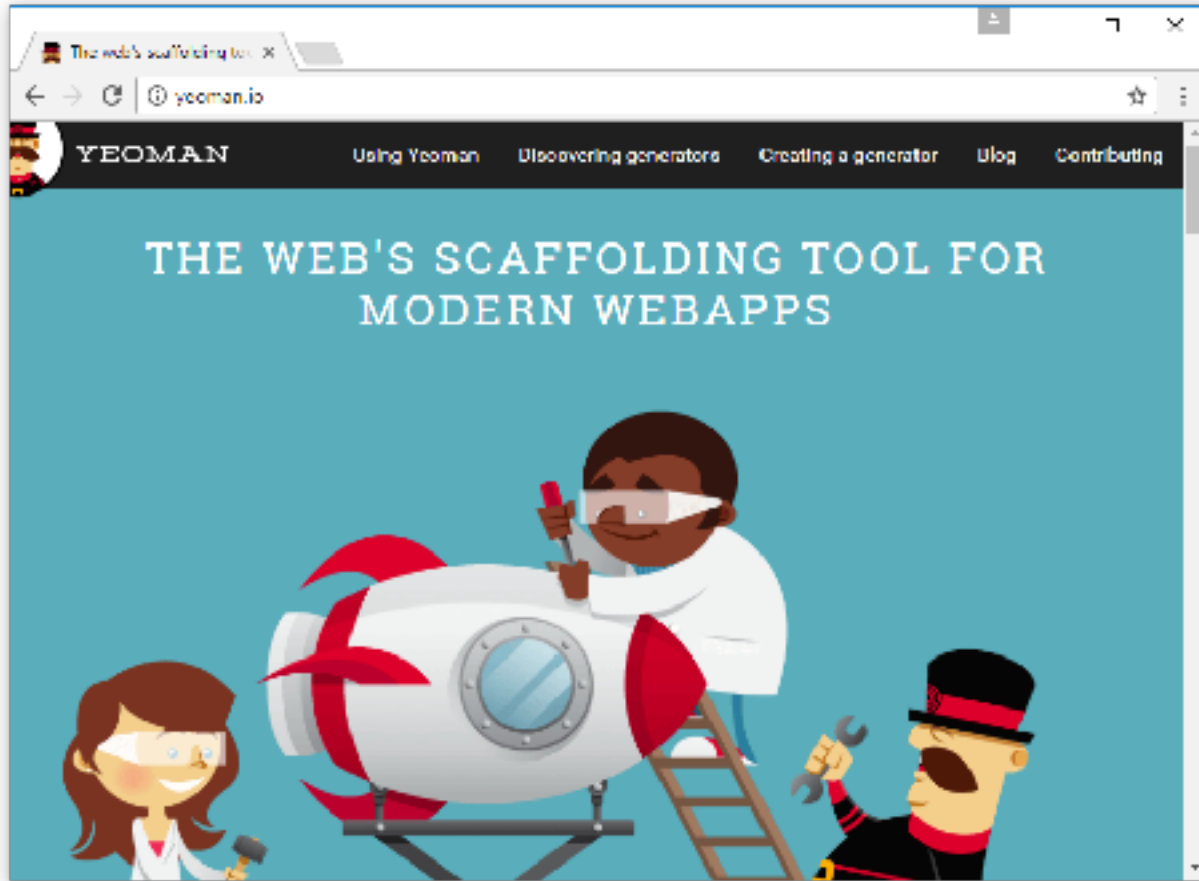 The web's scaffolding to
yeoman.io
YEOMAN
Using Yeoman
Discovering generators
Creating a generator
Blog
Contributing
THE WEB'S SCAFFOLDING TOOL FOR
MODERN WEBAPPS